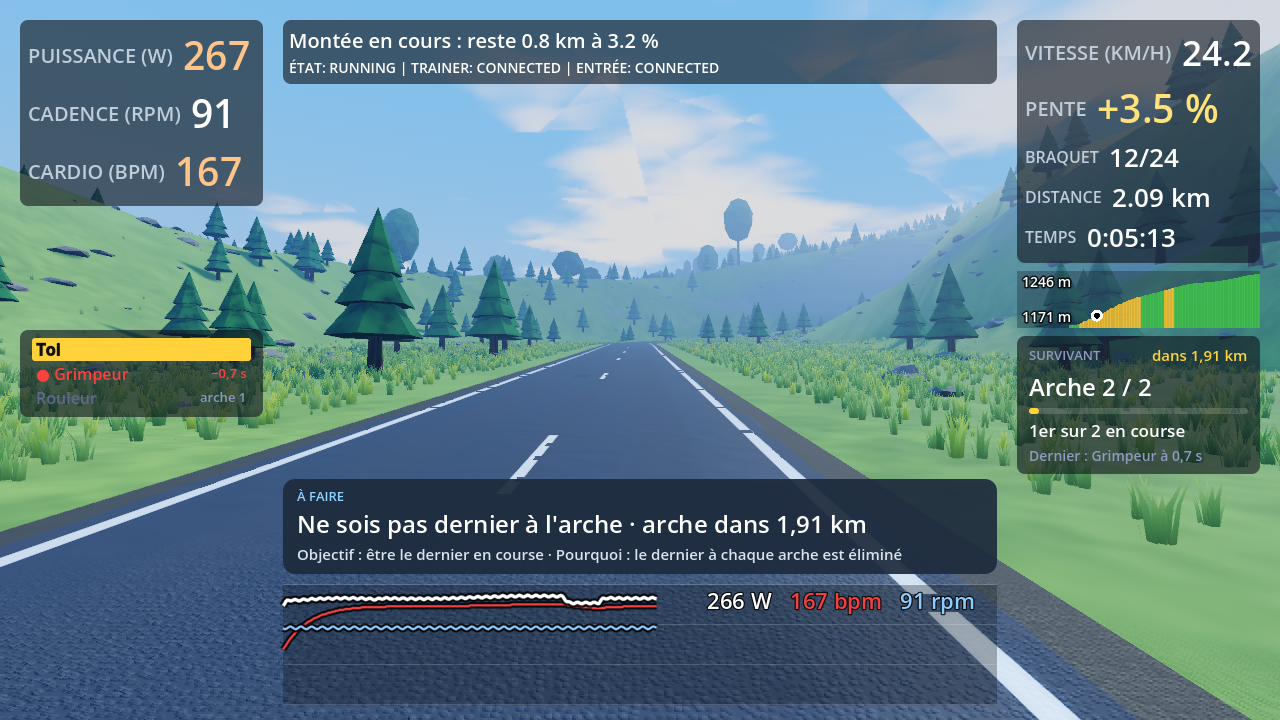 PUISSANCE (W) 267
CADENCE (RPM) 91
CARDIO (BPM) 167
Montée en cours : reste 0.8 km à 3.2 %
ÉTAT: RUNNING | TRAINER: CONNECTED | ENTRÉE: CONNECTED
VITESSE (KM/H) 24.2
PENTE +3.5 %
BRAQUET 12/24
DISTANCE 2.09 km
TEMPS 0:05:13
1246 m
1171 m
Toi
Grimpeur −0,7 s
Rouleur arche 1
SURVIVANT dans 1,91 km
Arche 2 / 2
1er sur 2 en course
Dernier : Grimpeur à 0,7 s
À FAIRE
Ne sois pas dernier à l'arche · arche dans 1,91 km
Objectif : être le dernier en course · Pourquoi : le dernier à chaque arche est éliminé
266 W 167 bpm 91 rpm